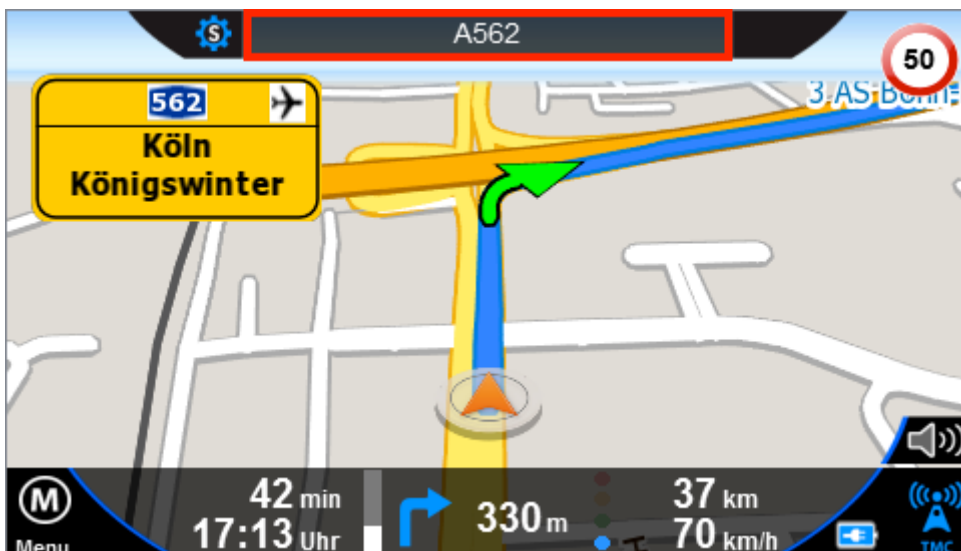 S
A562
50
562
Köln
Königswinter
3 AS Bonn-
M
Menu
42 min
17:13 Uhr
330 m
37 km
70 km/h
TMC